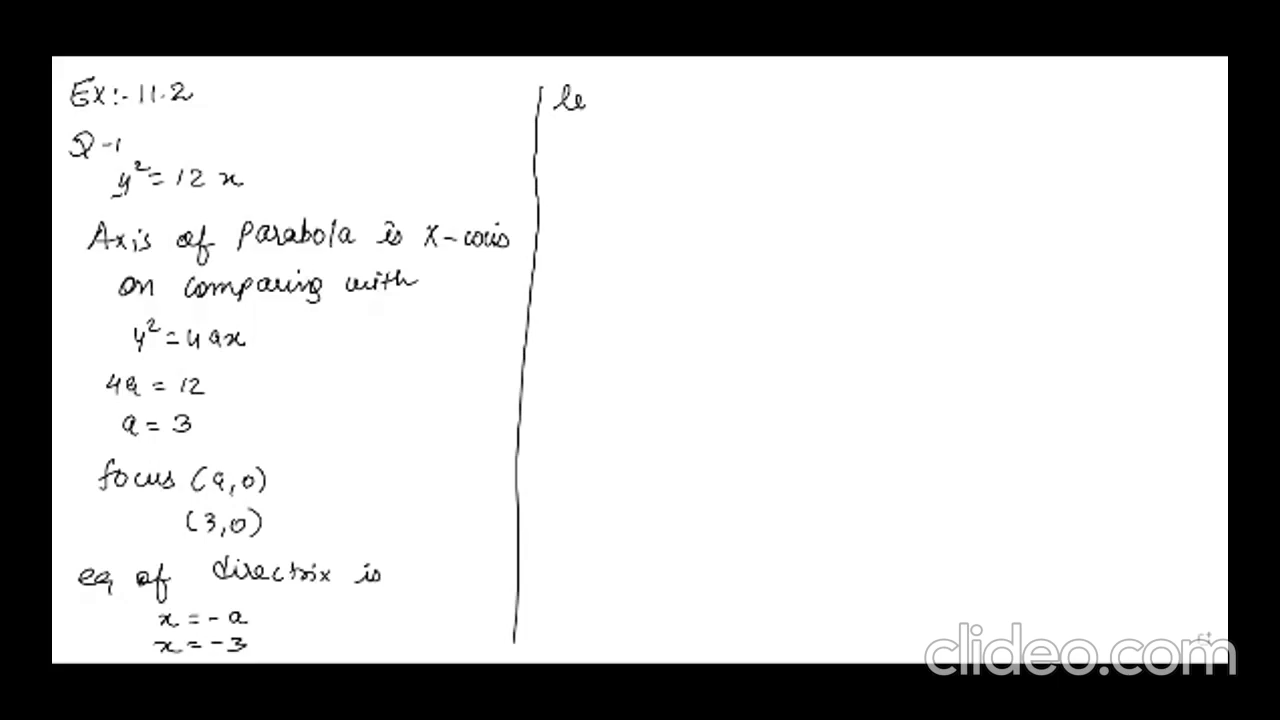 Ex:- 11.2
Q-1
y² = 12x
Axis of parabola is X-axis
on comparing with
y² = 4ax
4a = 12
a = 3
focus (a,0)
(3,0)
eq of directrix is
x = -a
x = -3
le
clideo.com